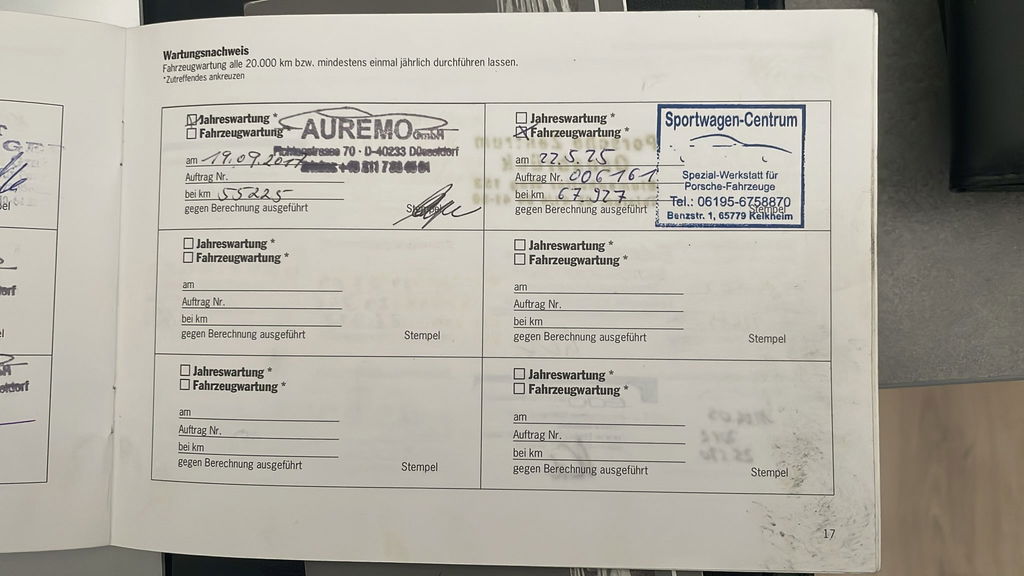 Wartungsnachweis
Fahrzeugwartung alle 20.000 km bzw. mindestens einmal jährlich durchführen lassen.
*Zutreffendes ankreuzen
Jahreswartung *
Fahrzeugwartung *
AUREMO GmbH
70 · D-40233 Düsseldorf
am 19.09.2017
Auftrag Nr.
bei km 55225
gegen Berechnung ausgeführt
Stempel
Jahreswartung *
Fahrzeugwartung *
am 22.5.25
Auftrag Nr. 006161
bei km 67.927
gegen Berechnung ausgeführt
Stempel
Sportwagen-Centrum
Spezial-Werkstatt für
Porsche-Fahrzeuge
Tel.: 06195-6758870
Benzstr. 1, 65779 Kelkheim
Jahreswartung *
Fahrzeugwartung *
am
Auftrag Nr.
bei km
gegen Berechnung ausgeführt
Stempel
Jahreswartung *
Fahrzeugwartung *
am
Auftrag Nr.
bei km
gegen Berechnung ausgeführt
Stempel
Jahreswartung *
Fahrzeugwartung *
am
Auftrag Nr.
bei km
gegen Berechnung ausgeführt
Stempel
Jahreswartung *
Fahrzeugwartung *
am
Auftrag Nr.
bei km
gegen Berechnung ausgeführt
Stempel
17